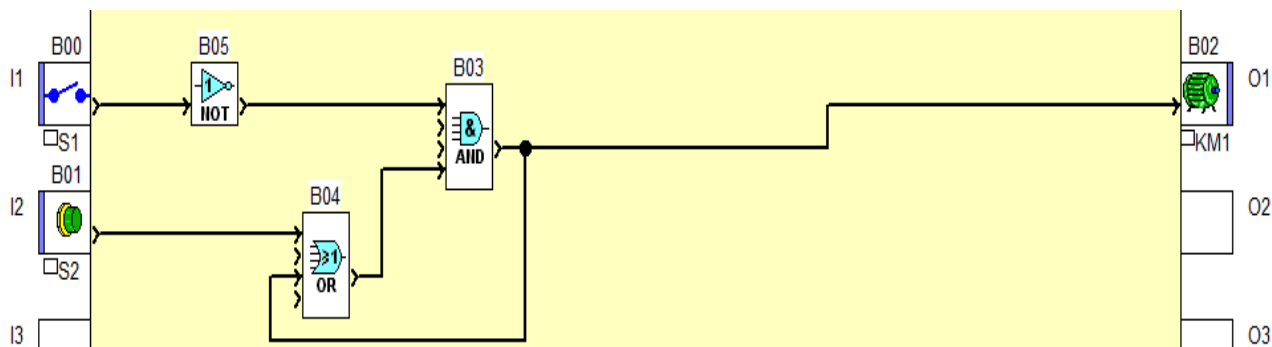 B00
B05
B02
I1
B03
O1
1
NOT
&
S1
AND
KM1
B01
B04
I2
O2
≥1
S2
OR
I3
O3